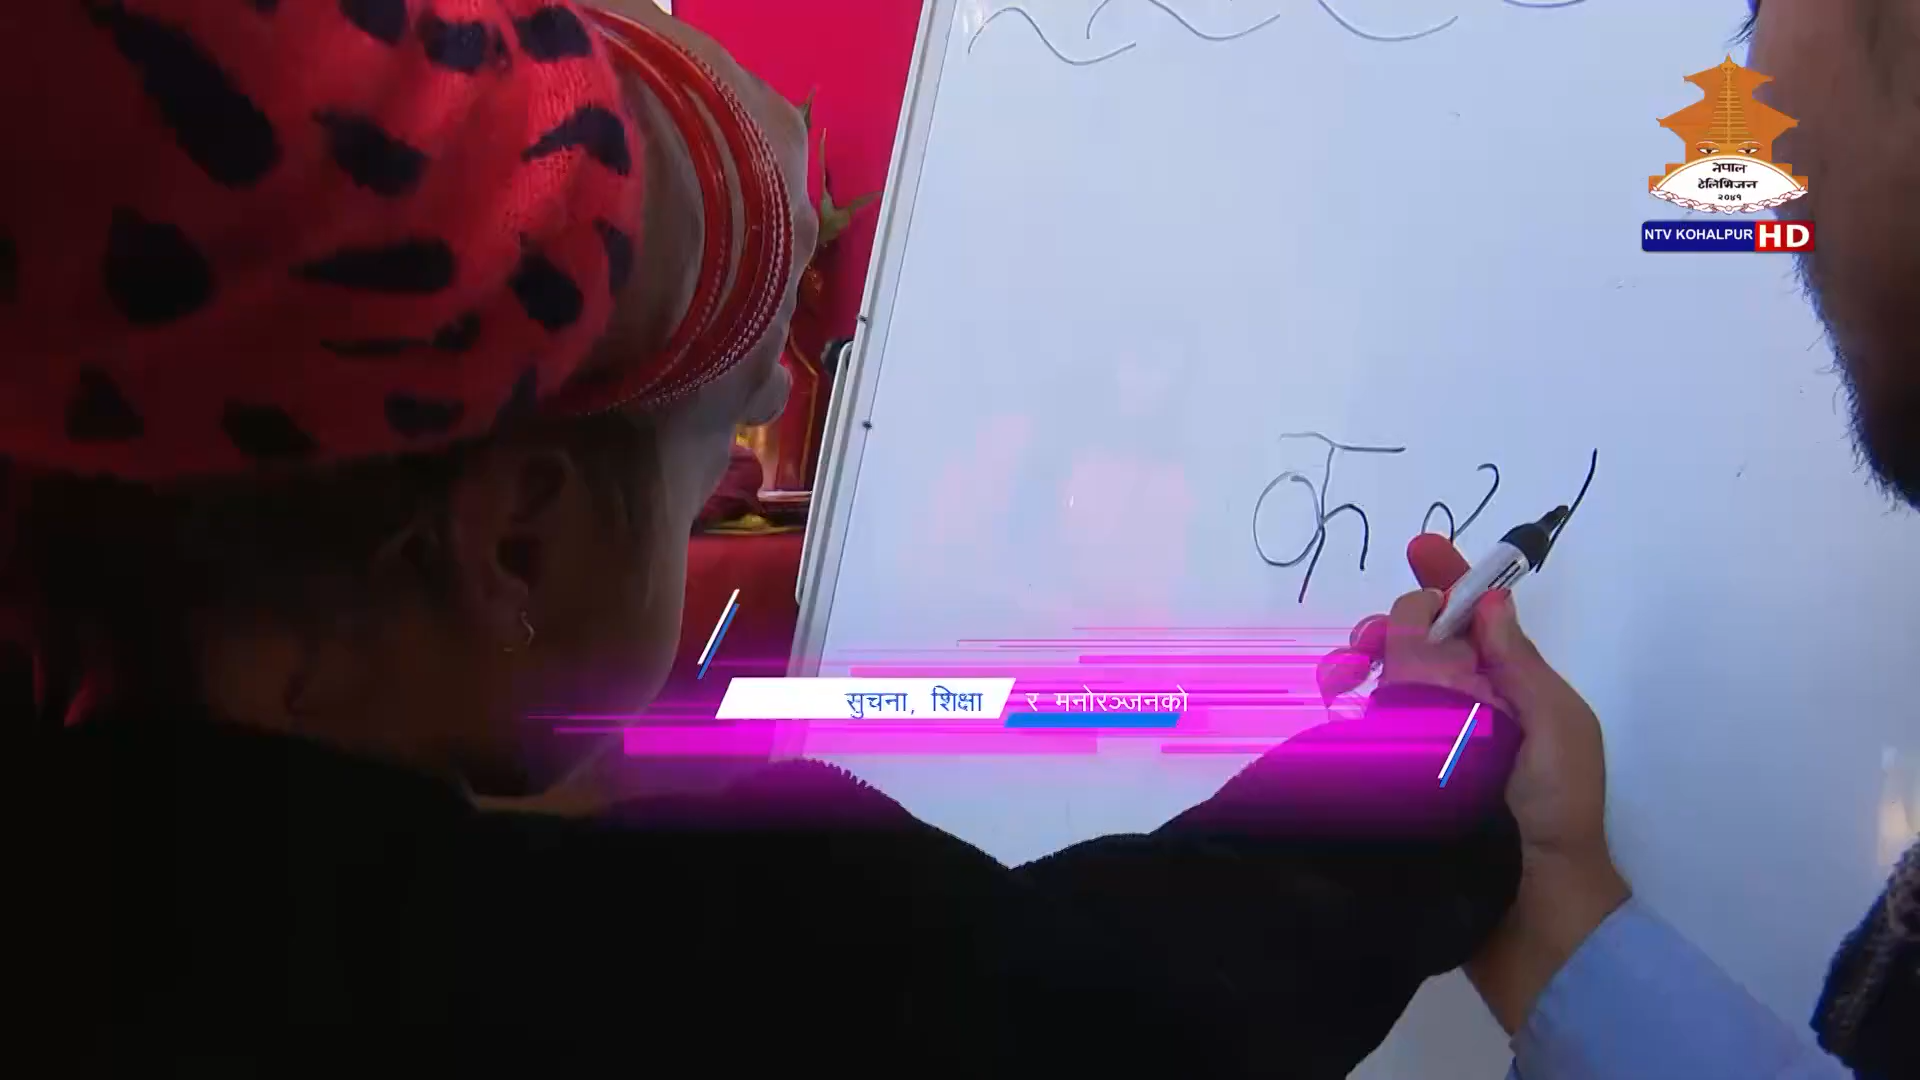 नेपाल
टेलिभिजन
२०४१
NTV KOHALPUR HD
क
सुचना, शिक्षा र मनोरञ्जनको